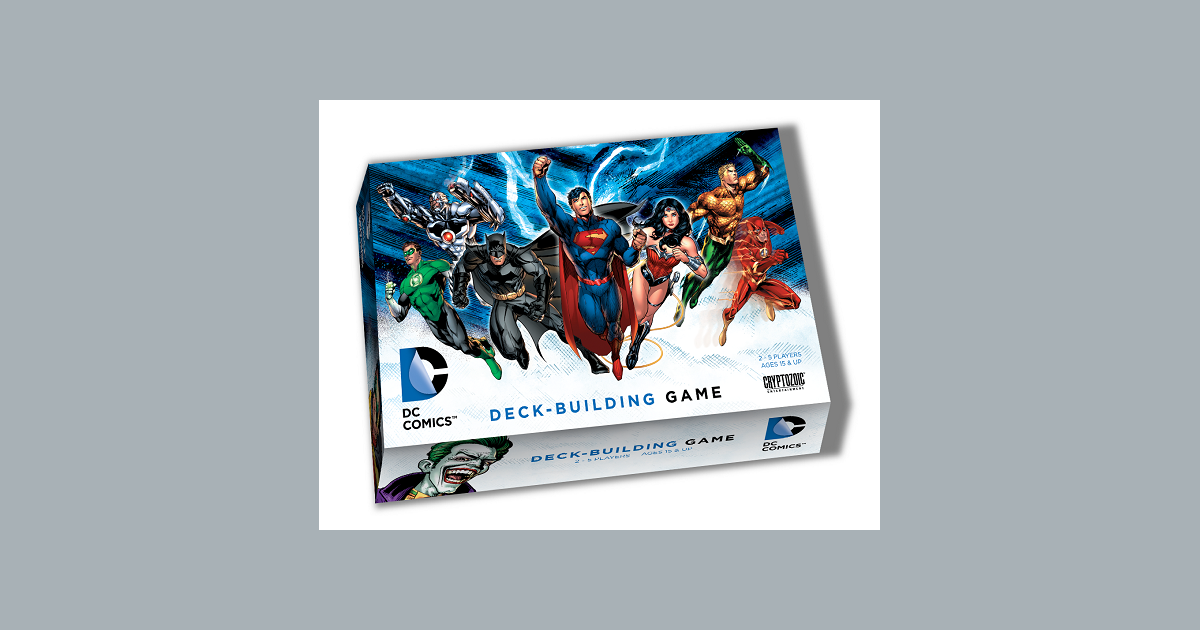 2 - 5 PLAYERS
AGES 15 & UP
CRYPTOZOIC
ENTERTAINMENT
DC
COMICS™
DECK-BUILDING GAME
DECK-BUILDING GAME
2 - 5 PLAYERS AGES 15 & UP
DC
COMICS™